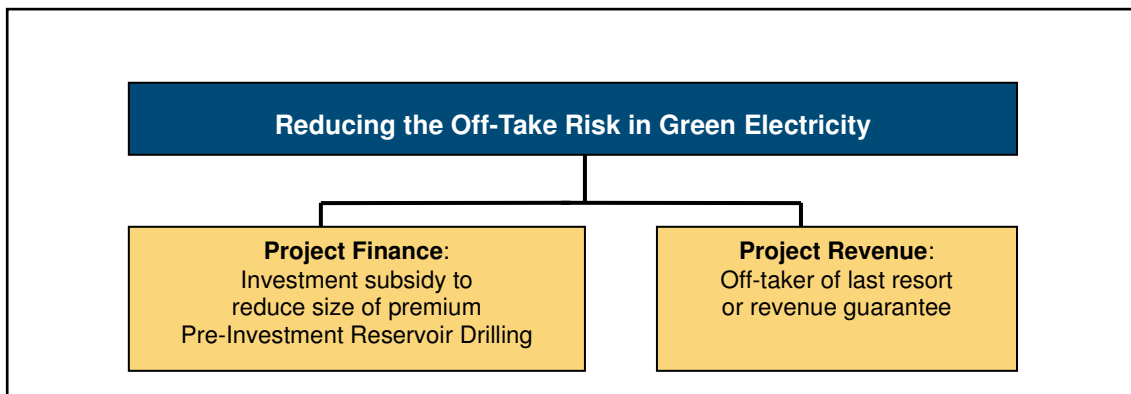 Reducing the Off-Take Risk in Green Electricity
Project Finance:
Investment subsidy to
reduce size of premium
Pre-Investment Reservoir Drilling
Project Revenue:
Off-taker of last resort
or revenue guarantee